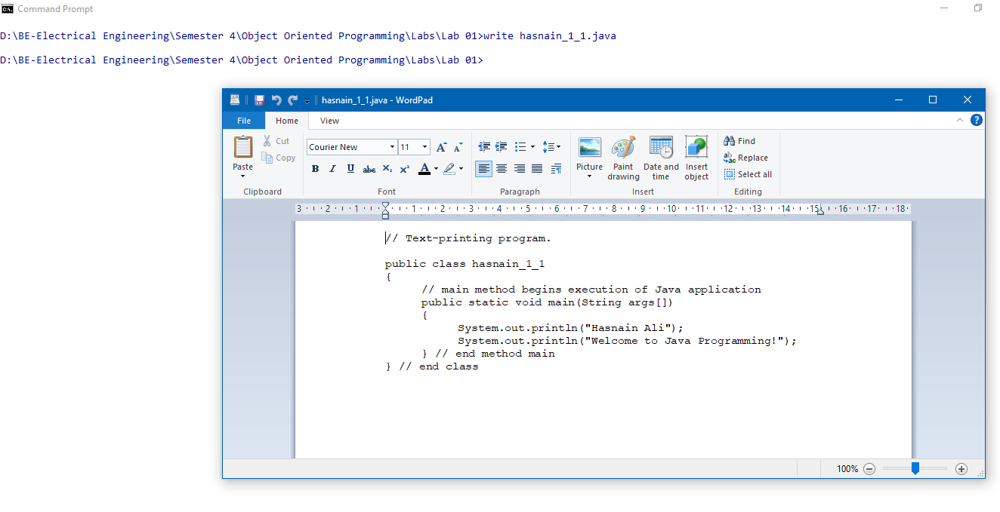 Command Prompt
D:\BE-Electrical Engineering\Semester 4\Object Oriented Programming\Labs\Lab 01>write hasnain_1_1.java
D:\BE-Electrical Engineering\Semester 4\Object Oriented Programming\Labs\Lab 01>
hasnain_1_1.java - WordPad
File Home View
Paste Cut Copy
Clipboard
Courier New 11
B I U abc X₂ X² A
Font
Paragraph
Picture Paint drawing Date and time Insert object
Insert
Find
Replace
Select all
Editing
3 2 1 1 2 3 4 5 6 7 8 9 10 11 12 13 14 15 16 17 18
// Text-printing program.
public class hasnain_1_1
{
// main method begins execution of Java application
public static void main(String args[])
{
System.out.println("Hasnain Ali");
System.out.println("Welcome to Java Programming!");
} // end method main
} // end class
100%